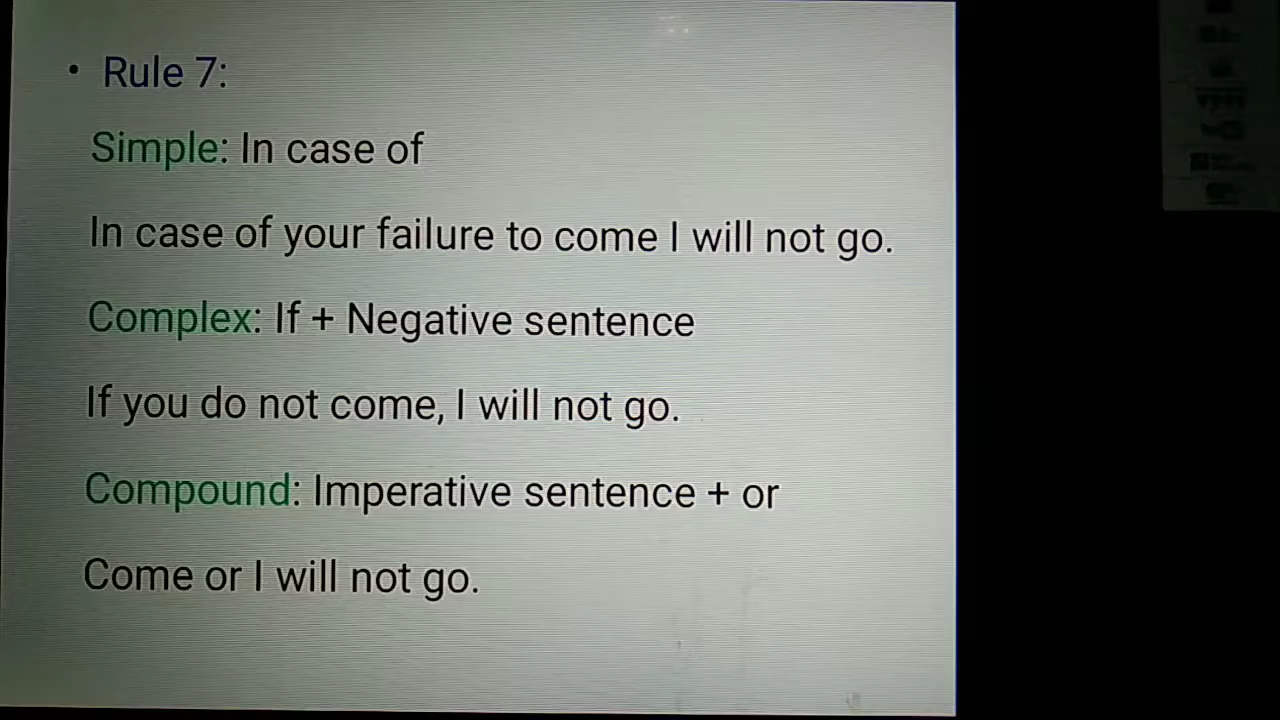 • Rule 7:
Simple: In case of
In case of your failure to come I will not go.
Complex: If + Negative sentence
If you do not come, I will not go.
Compound: Imperative sentence + or
Come or I will not go.